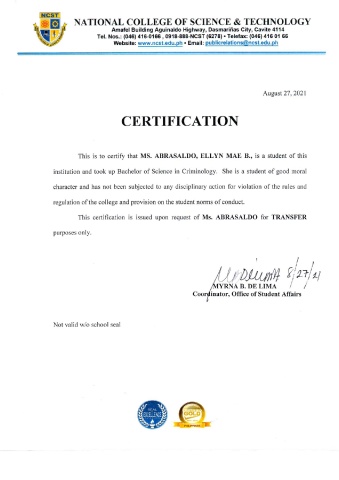 NCST
NATIONAL COLLEGE OF SCIENCE & TECHNOLOGY
Amafel Building Aguinaldo Highway, Dasmariñas City, Cavite 4114
Tel. Nos.: (046) 416-0166 , 0918-888-NCST (6278) • Telefax: (046) 416 01 66
Website: www.ncst.edu.ph • Email: publicrelations@ncst.edu.ph
August 27, 2021
CERTIFICATION
This is to certify that MS. ABRASALDO, ELLYN MAE B., is a student of this
institution and took up Bachelor of Science in Criminology. She is a student of good moral
character and has not been subjected to any disciplinary action for violation of the rules and
regulation of the college and provision on the student norms of conduct.
This certification is issued upon request of Ms. ABRASALDO for TRANSFER
purposes only.
8/27/21
MYRNA B. DE LIMA
Coordinator, Office of Student Affairs
Not valid w/o school seal
GOLD